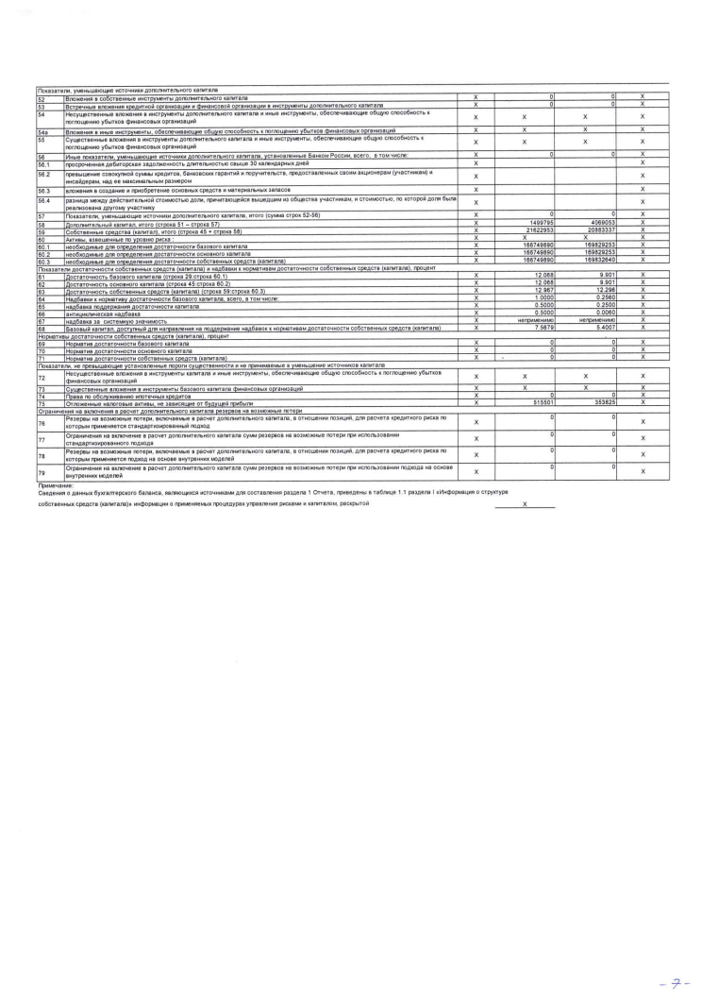 Показатели, уменьшающие источники дополнительного капитала
52 Вложения в собственные инструменты дополнительного капитала X 0 0 X
53 Встречные вложения кредитной организации и финансовой организации в инструменты дополнительного капитала X 0 0 X
54 Несущественные вложения в инструменты дополнительного капитала и иные инструменты, обеспечивающие общую способность к
поглощению убытков финансовых организаций X X X X
54a Вложения в иные инструменты, обеспечивающие общую способность к поглощению убытков финансовых организаций X X X X
55 Существенные вложения в инструменты дополнительного капитала и иные инструменты, обеспечивающие общую способность к
поглощению убытков финансовых организаций X X X X
56 Иные показатели, уменьшающие источники дополнительного капитала, установленные Банком России, всего, в том числе: X 0 0 X
56.1 просроченная дебиторская задолженность длительностью свыше 30 календарных дней X X
56.2 превышение совокупной суммы кредитов, банковских гарантий и поручительств, предоставленных своим акционерам (участникам) и
инсайдерам, над ее максимальным размером X X
56.3 вложения в создание и приобретение основных средств и материальных запасов X X
56.4 разница между действительной стоимостью доли, причитающейся вышедшим из общества участникам, и стоимостью, по которой доля была
реализована другому участнику X X
57 Показатели, уменьшающие источники дополнительного капитала, итого (сумма строк 52-56) X 0 0 X
58 Дополнительный капитал, итого (строка 51 – строка 57) X 1499795 4069053 X
59 Собственные средства (капитал), итого (строка 45 + строка 58) X 21622953 20883337 X
60 Активы, взвешенные по уровню риска : X X X X
60.1 необходимые для определения достаточности базового капитала X 166749890 169829253 X
60.2 необходимые для определения достаточности основного капитала X 166749890 169829253 X
60.3 необходимые для определения достаточности собственных средств (капитала) X 166749890 169832640 X
Показатели достаточности собственных средств (капитала) и надбавки к нормативам достаточности собственных средств (капитала), процент
61 Достаточность базового капитала (строка 29:строка 60.1) X 12.068 9.901 X
62 Достаточность основного капитала (строка 45:строка 60.2) X 12.068 9.901 X
63 Достаточность собственных средств (капитала) (строка 59:строка 60.3) X 12.967 12.296 X
64 Надбавки к нормативу достаточности базового капитала, всего, в том числе: X 1.0000 0.2560 X
65 надбавка поддержания достаточности капитала X 0.5000 0.2500 X
66 антициклическая надбавка X 0.5000 0.0060 X
67 надбавка за системную значимость X неприменимо неприменимо X
68 Базовый капитал, доступный для направления на поддержание надбавок к нормативам достаточности собственных средств (капитала) X 7.5679 5.4007 X
Нормативы достаточности собственных средств (капитала), процент
69 Норматив достаточности базового капитала X 0 0 X
70 Норматив достаточности основного капитала X 0 0 X
71 Норматив достаточности собственных средств (капитала) X 0 0 X
Показатели, не превышающие установленные пороги существенности и не принимаемые в уменьшение источников капитала
72 Несущественные вложения в инструменты капитала и иные инструменты, обеспечивающие общую способность к поглощению убытков
финансовых организаций X X X X
73 Существенные вложения в инструменты базового капитала финансовых организаций X X X X
74 Права по обслуживанию ипотечных кредитов X 0 0 X
75 Отложенные налоговые активы, не зависящие от будущей прибыли X 515501 353825 X
Ограничения на включения в расчет дополнительного капитала резервов на возможные потери
76 Резервы на возможные потери, включаемые в расчет дополнительного капитала, в отношении позиций, для расчета кредитного риска по
которым применяется стандартизированный подход X 0 0 X
77 Ограничения на включение в расчет дополнительного капитала сумм резервов на возможные потери при использовании
стандартизированного подхода X 0 0 X
78 Резервы на возможные потери, включаемые в расчет дополнительного капитала, в отношении позиций, для расчета кредитного риска по
которым применяется подход на основе внутренних моделей X 0 0 X
79 Ограничения на включение в расчет дополнительного капитала сумм резервов на возможные потери при использования подхода на основе
внутренних моделей X 0 0 X
Примечание:
Сведения о данных бухгалтерского баланса, являющихся источниками для составления раздела 1 Отчета, приведены в таблице 1.1 раздела I «Информация о структуре
собственных средств (капитала)» информации о применяемых процедурах управления рисками и капиталом, раскрытой X
- 7 -